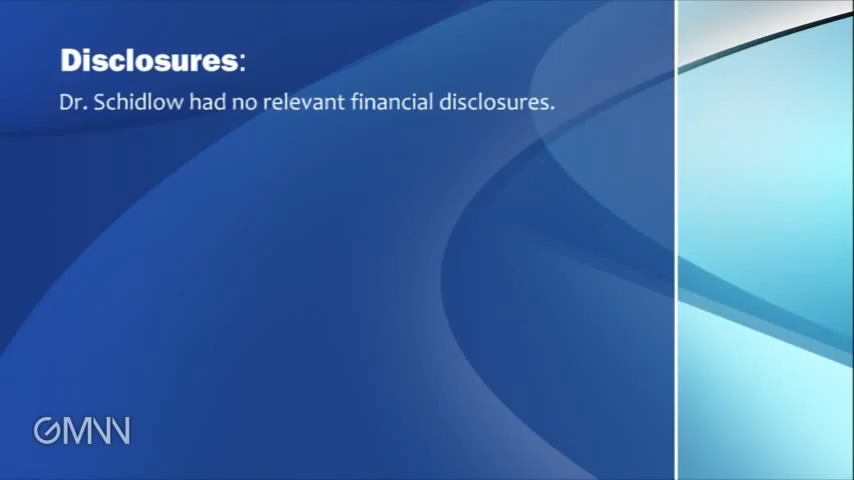 Disclosures:
Dr. Schidlow had no relevant financial disclosures.
GMNN